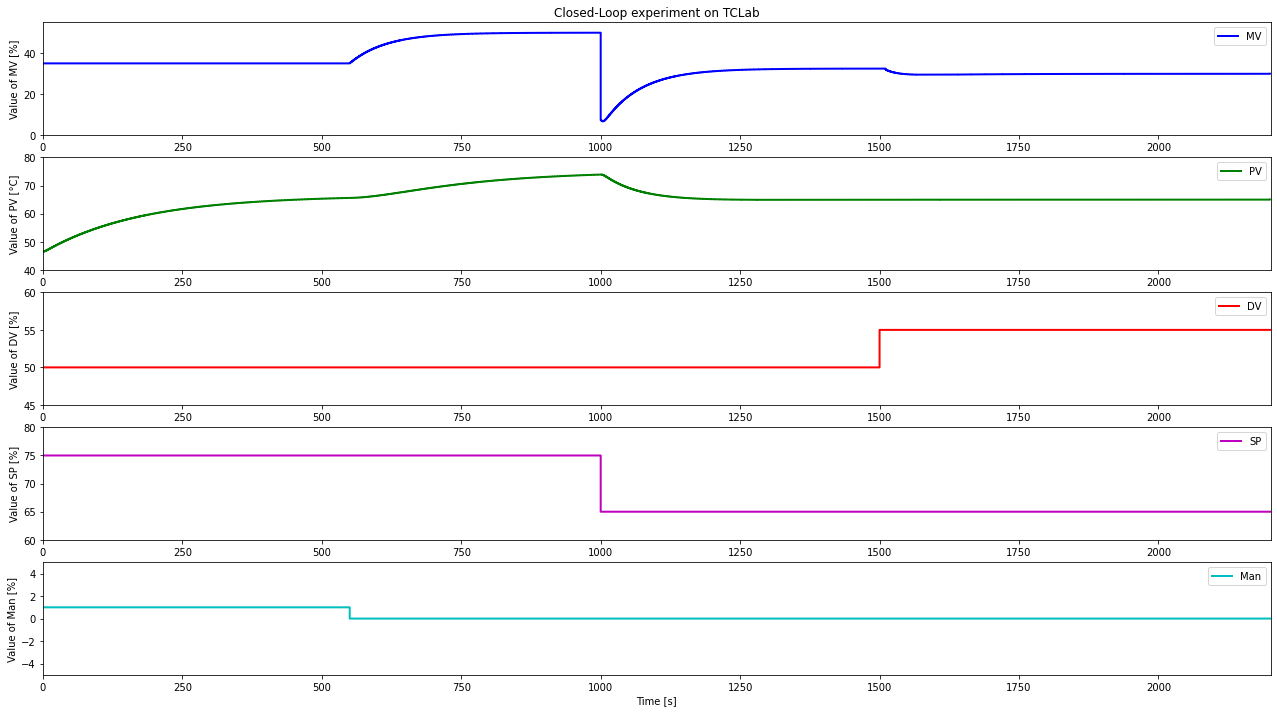 Closed-Loop experiment on TCLab
Value of MV [%]
40
20
0
MV
0 250 500 750 1000 1250 1500 1750 2000
Value of PV [°C]
80
70
60
50
40
PV
0 250 500 750 1000 1250 1500 1750 2000
Value of DV [%]
60
55
50
45
DV
0 250 500 750 1000 1250 1500 1750 2000
Value of SP [%]
80
75
70
65
60
SP
0 250 500 750 1000 1250 1500 1750 2000
Value of Man [%]
4
2
0
−2
−4
Man
0 250 500 750 1000 1250 1500 1750 2000
Time [s]